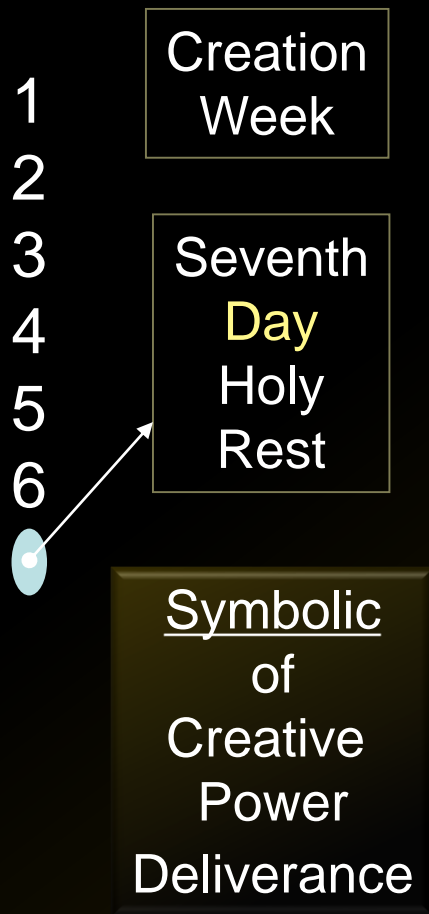 Creation
Week
1
2
3
4
5
6
Seventh
Day
Holy
Rest
Symbolic
of
Creative
Power
Deliverance